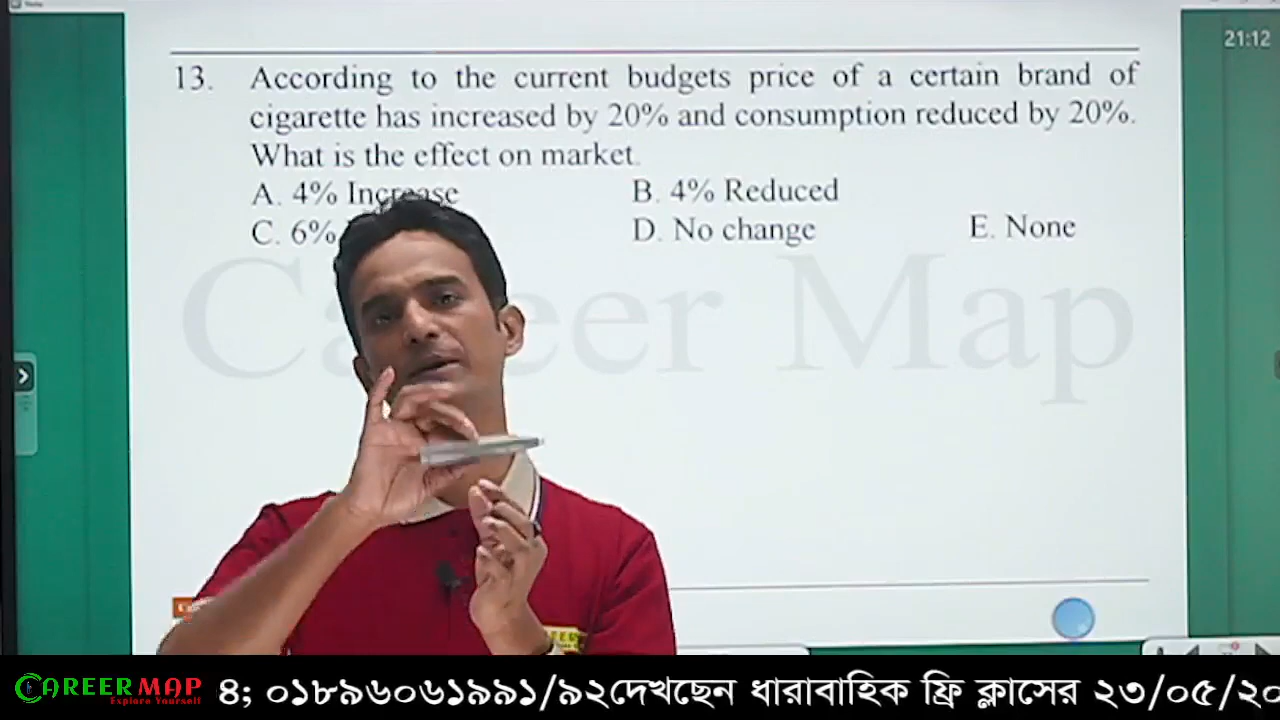 21:12
13. According to the current budgets price of a certain brand of
cigarette has increased by 20% and consumption reduced by 20%.
What is the effect on market.
A. 4% Increase B. 4% Reduced
C. 6% D. No change E. None
Career Map
CAREER MAP
Explore Yourself
৪; ০১৮৯৬০৬১৯৯১/৯২দেখছেন ধারাবাহিক ফ্রি ক্লাসের ২৩/০৫/২০